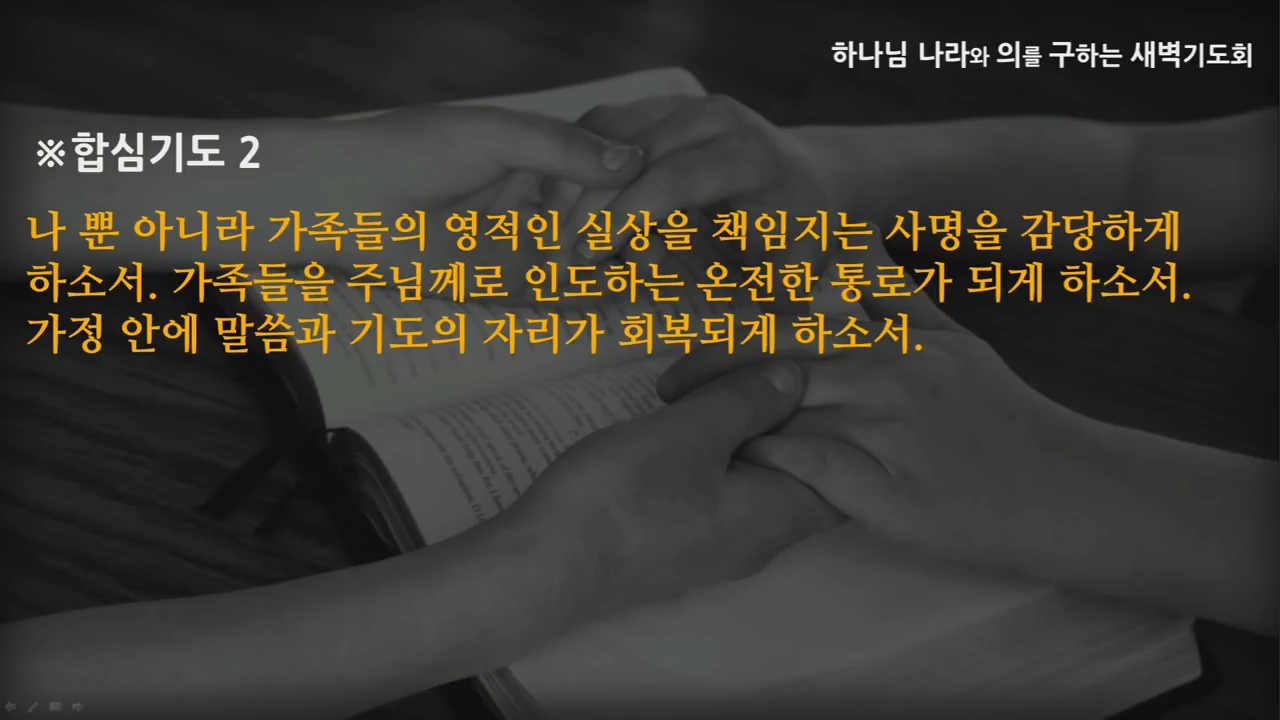 하나님 나라와 의를 구하는 새벽기도회
※합심기도 2
나 뿐 아니라 가족들의 영적인 실상을 책임지는 사명을 감당하게
하소서. 가족들을 주님께로 인도하는 온전한 통로가 되게 하소서.
가정 안에 말씀과 기도의 자리가 회복되게 하소서.